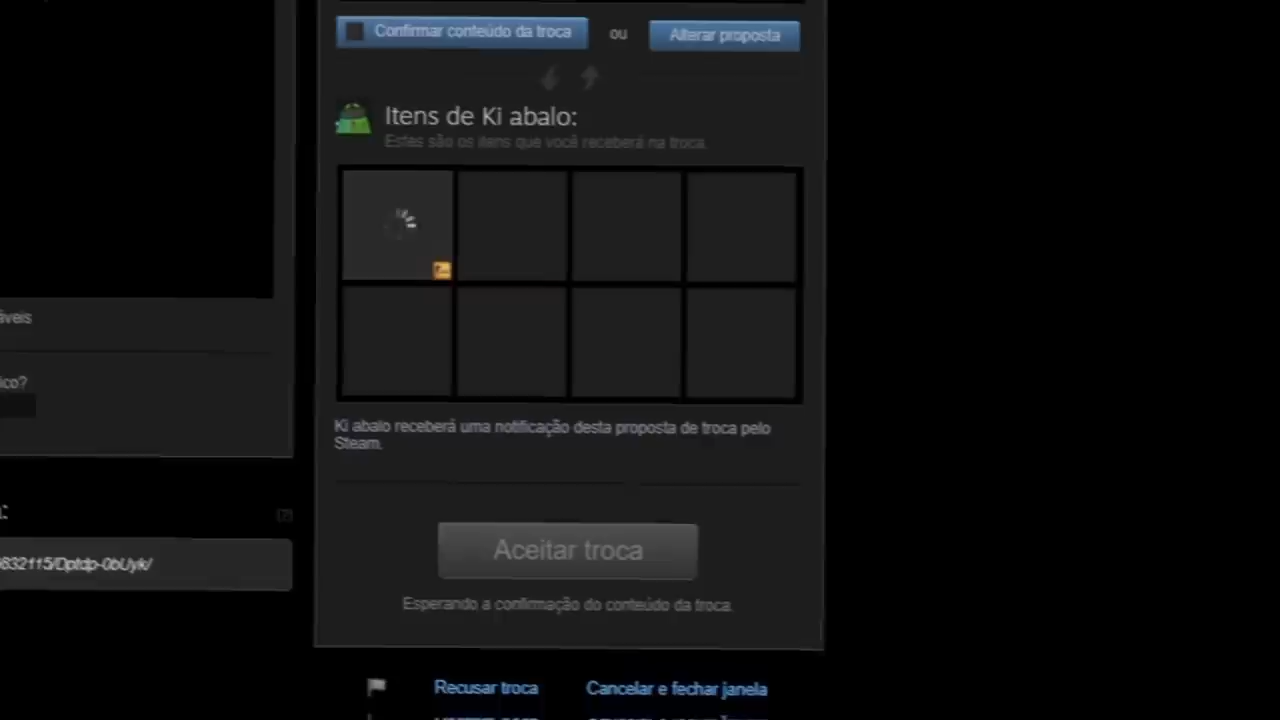 Confirmar conteúdo da troca ou Alterar proposta
Itens de Ki abalo:
Estes são os itens que você receberá na troca.
áveis
ico?
Ki abalo receberá uma notificação desta proposta de troca pelo
Steam.
[?]
Aceitar troca
Esperando a confirmação do conteúdo da troca.
Recusar troca Cancelar e fechar janela